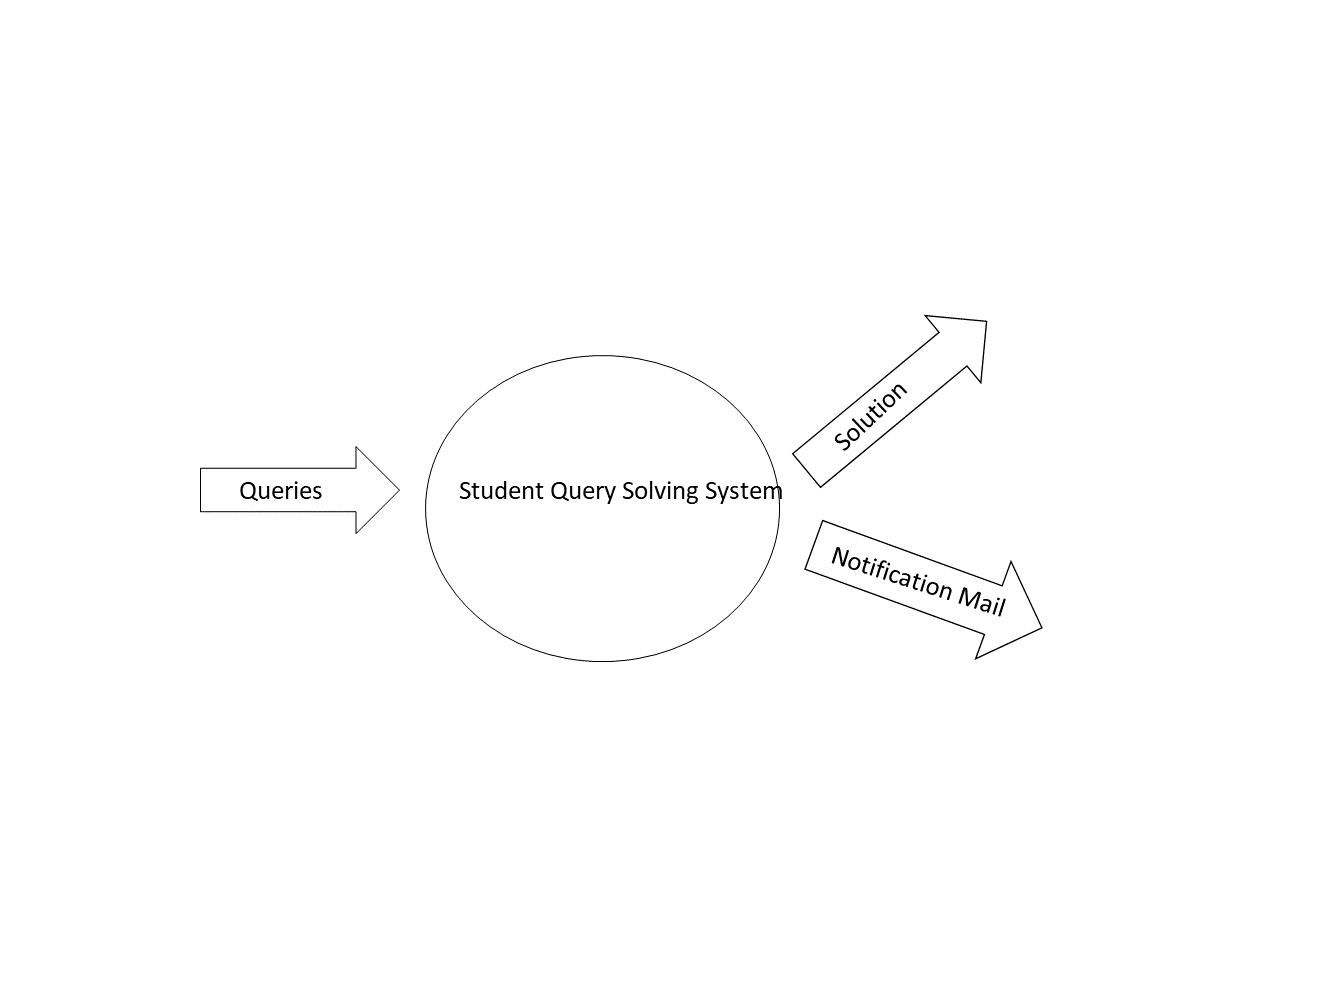 Queries
Student Query Solving System
Solution
Notification Mail